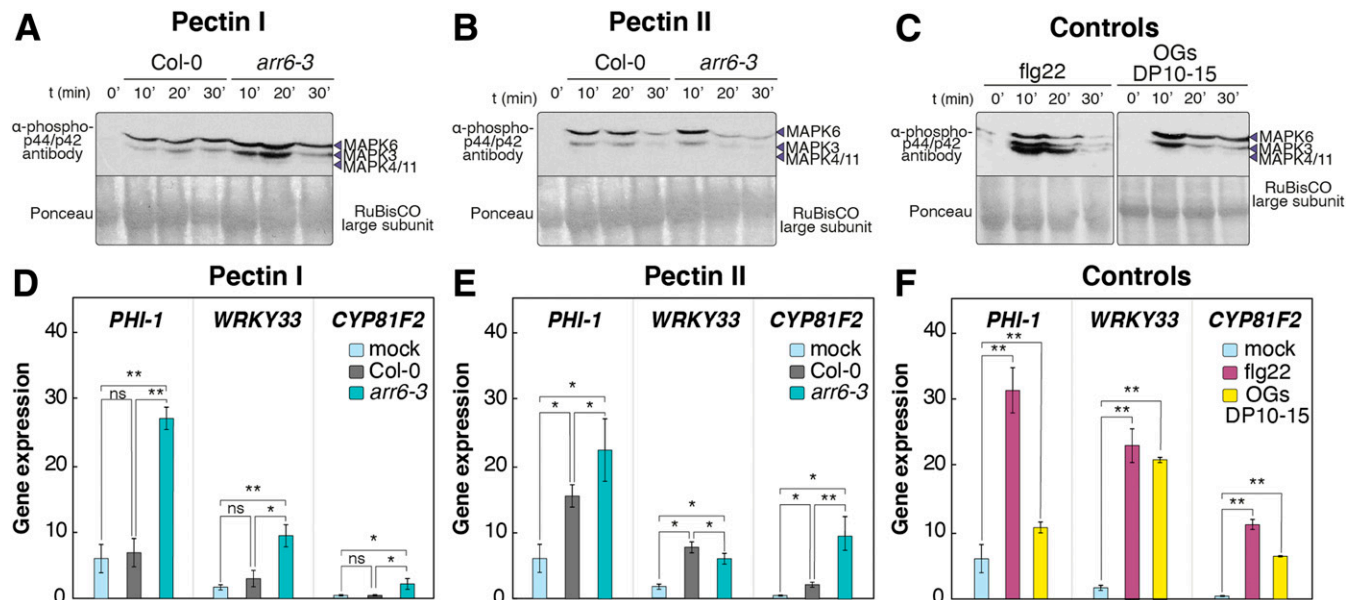 A
Pectin I
Col-0 arr6-3
t (min) 0’ 10’ 20’ 30’ 10’ 20’ 30’
α-phospho-
p44/p42
antibody
MAPK6
MAPK3
MAPK4/11
Ponceau
RuBisCO
large subunit
B
Pectin II
Col-0 arr6-3
t (min) 0’ 10’ 20’ 30’ 10’ 20’ 30’
α-phospho-
p44/p42
antibody
MAPK6
MAPK3
MAPK4/11
Ponceau
RuBisCO
large subunit
C
Controls
flg22
OGs
DP10-15
t (min) 0’ 10’ 20’ 30’ 0’ 10’ 20’ 30’
α-phospho-
p44/p42
antibody
MAPK6
MAPK3
MAPK4/11
Ponceau
RuBisCO
large subunit
D
Pectin I
Gene expression
40
30
20
10
0
PHI-1 WRKY33 CYP81F2
mock
Col-0
arr6-3
**
ns **
**
ns *
*
ns *
E
Pectin II
Gene expression
40
30
20
10
0
PHI-1 WRKY33 CYP81F2
mock
Col-0
arr6-3
*
* *
*
* *
*
* **
F
Controls
Gene expression
40
30
20
10
0
PHI-1 WRKY33 CYP81F2
mock
flg22
OGs
DP10-15
**
**
**
**
**
**